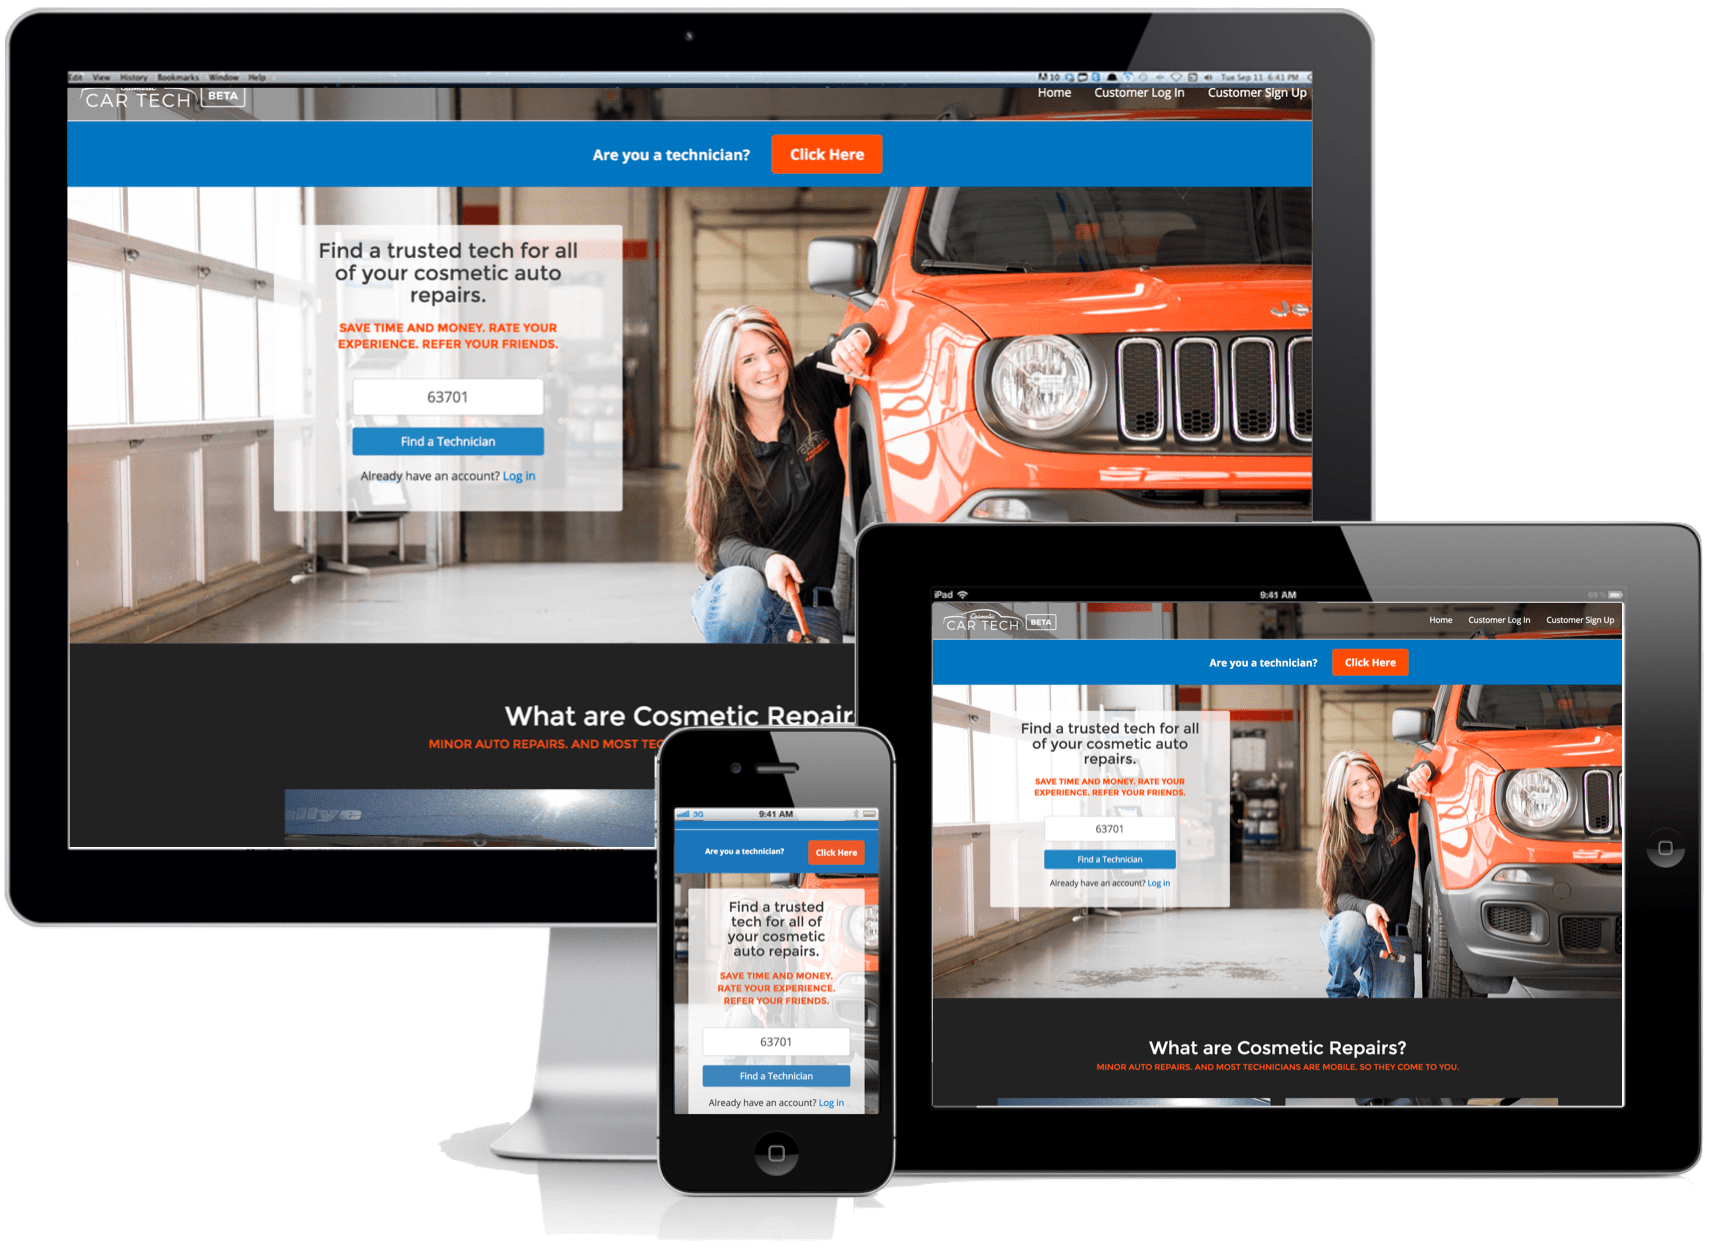 Edit View History Bookmarks Window Help
10 Tue Sep 11 6:41 PM
Cosmetic
CAR TECH BETA
Home Customer Log In Customer Sign Up
Are you a technician? Click Here
Find a trusted tech for all
of your cosmetic auto
repairs.
SAVE TIME AND MONEY. RATE YOUR
EXPERIENCE. REFER YOUR FRIENDS.
63701
Find a Technician
Already have an account? Log in
Je
What are Cosmetic Repair
MINOR AUTO REPAIRS. AND MOST TEC
allye
3G 9:41 AM
Are you a technician? Click Here
Find a trusted
tech for all of
your cosmetic
auto repairs.
SAVE TIME AND MONEY.
RATE YOUR EXPERIENCE.
REFER YOUR FRIENDS.
63701
Find a Technician
Already have an account? Log in
iPad 9:41 AM 69%
Cosmetic
CAR TECH BETA
Home Customer Log In Customer Sign Up
Are you a technician? Click Here
Find a trusted tech for all
of your cosmetic auto
repairs.
SAVE TIME AND MONEY. RATE YOUR
EXPERIENCE. REFER YOUR FRIENDS.
63701
Find a Technician
Already have an account? Log in
What are Cosmetic Repairs?
MINOR AUTO REPAIRS. AND MOST TECHNICIANS ARE MOBILE. SO THEY COME TO YOU.